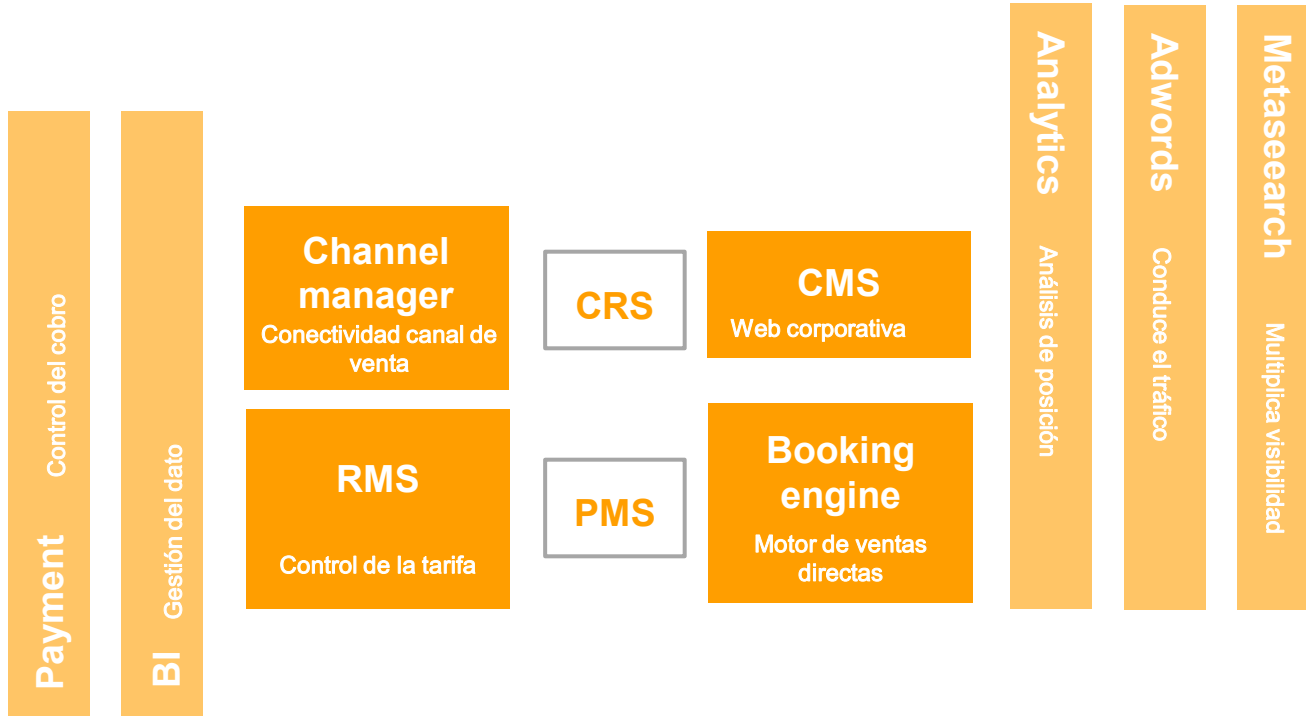 Payment
Control del cobro
BI
Gestión del dato
Channel
manager
Conectividad canal de
venta
RMS
Control de la tarifa
CRS
PMS
CMS
Web corporativa
Booking
engine
Motor de ventas
directas
Analytics
Análisis de posición
Adwords
Conduce el tráfico
Metaseearch
Multiplica visibilidad